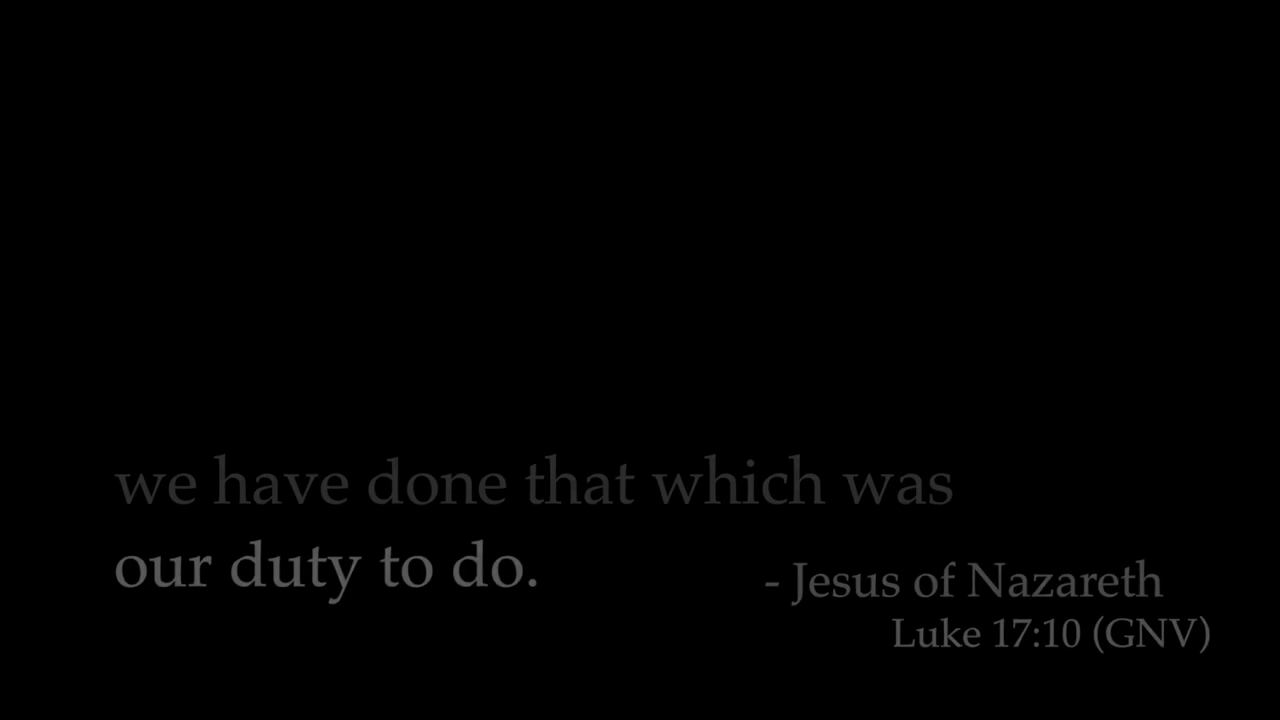 we have done that which was
our duty to do.
- Jesus of Nazareth
Luke 17:10 (GNV)